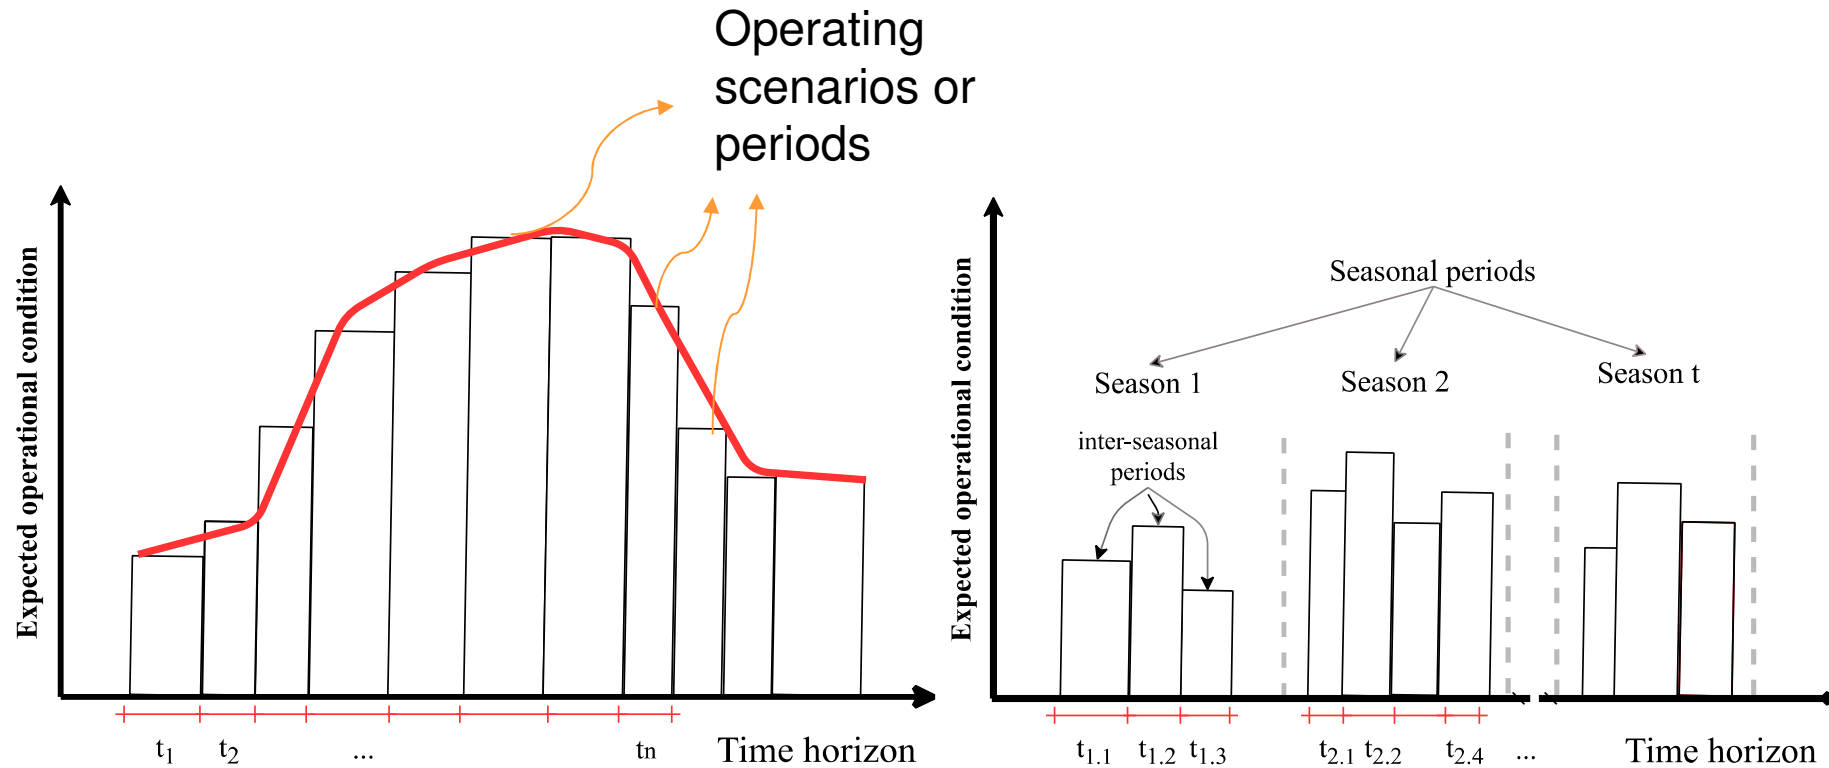 Operating
scenarios or
periods
Expected operational condition
t1
t2
...
tn
Time horizon
Expected operational condition
Seasonal periods
Season 1
Season 2
Season t
inter-seasonal
periods
t1.1
t1.2
t1.3
t2.1
t2.2
t2.4
...
Time horizon